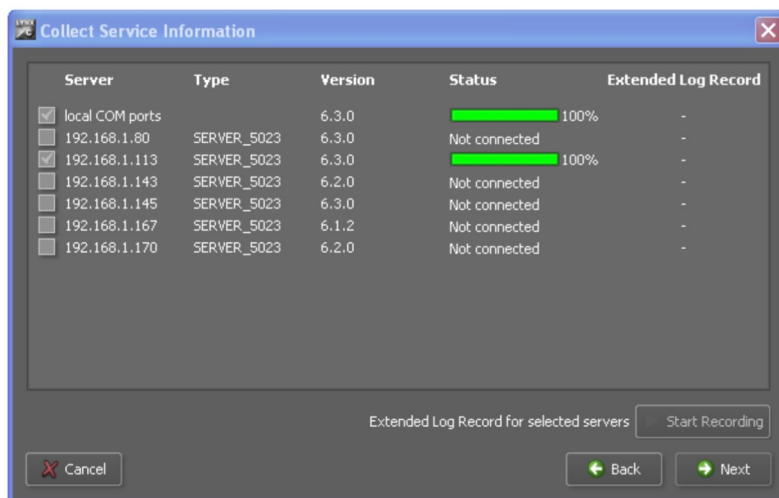 LYNX
C
Collect Service Information
Server Type Version Status Extended Log Record
local COM ports 6.3.0 100% -
192.168.1.80 SERVER_5023 6.3.0 Not connected -
192.168.1.113 SERVER_5023 6.3.0 100% -
192.168.1.143 SERVER_5023 6.2.0 Not connected -
192.168.1.145 SERVER_5023 6.3.0 Not connected -
192.168.1.167 SERVER_5023 6.1.2 Not connected -
192.168.1.170 SERVER_5023 6.2.0 Not connected -
Extended Log Record for selected servers Start Recording
Cancel Back Next